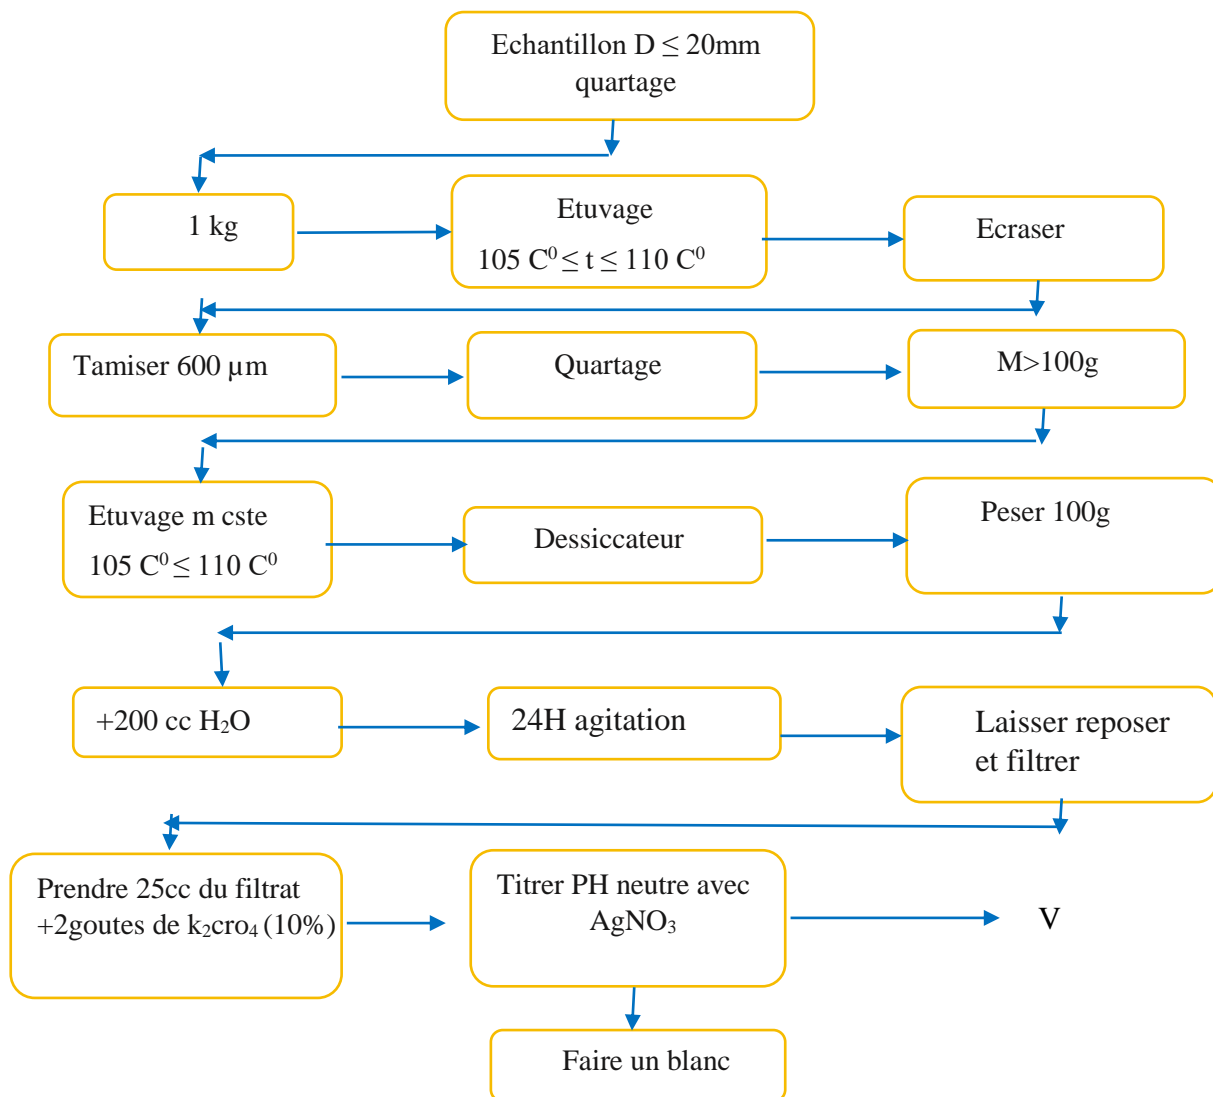 Echantillon D ≤ 20mm
quartage
1 kg
Etuvage
105 C⁰ ≤ t ≤ 110 C⁰
Ecraser
Tamiser 600 µm
Quartage
M>100g
Etuvage m cste
105 C⁰ ≤ 110 C⁰
Dessiccateur
Peser 100g
+200 cc H₂O
24H agitation
Laisser reposer
et filtrer
Prendre 25cc du filtrat
+2goutes de k₂cro₄ (10%)
Titrer PH neutre avec
AgNO₃
V
Faire un blanc